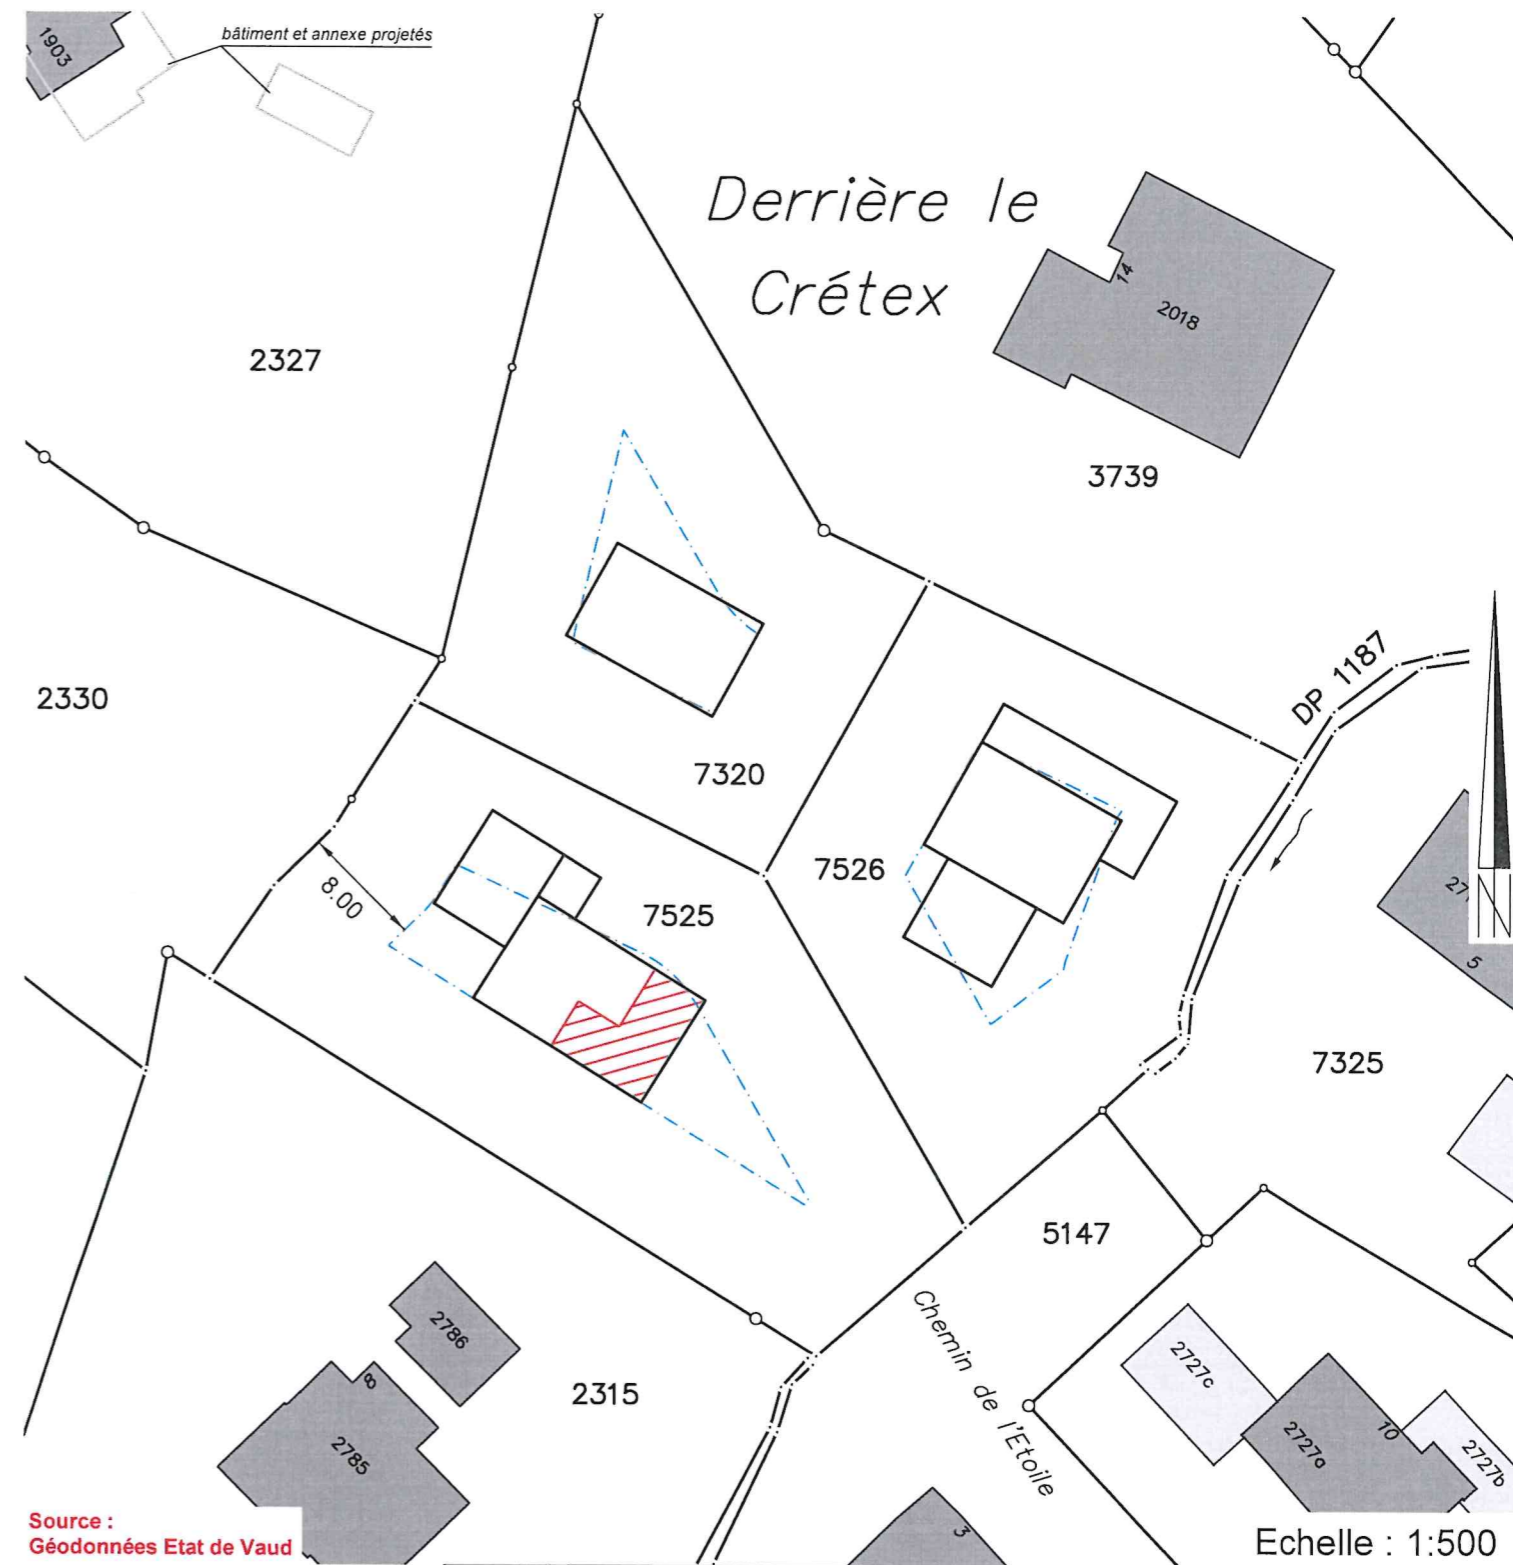 1903
bâtiment et annexe projetés
Derrière le
Crétex
14
2018
2327
3739
DP 1187
2330
7320
7526
8.00
7525
27
N
5
7325
5147
2786
8
2315
2785
Chemin de l'Etoile
2727c
10
2727a
2727b
3
Source :
Géodonnées Etat de Vaud
Echelle : 1:500